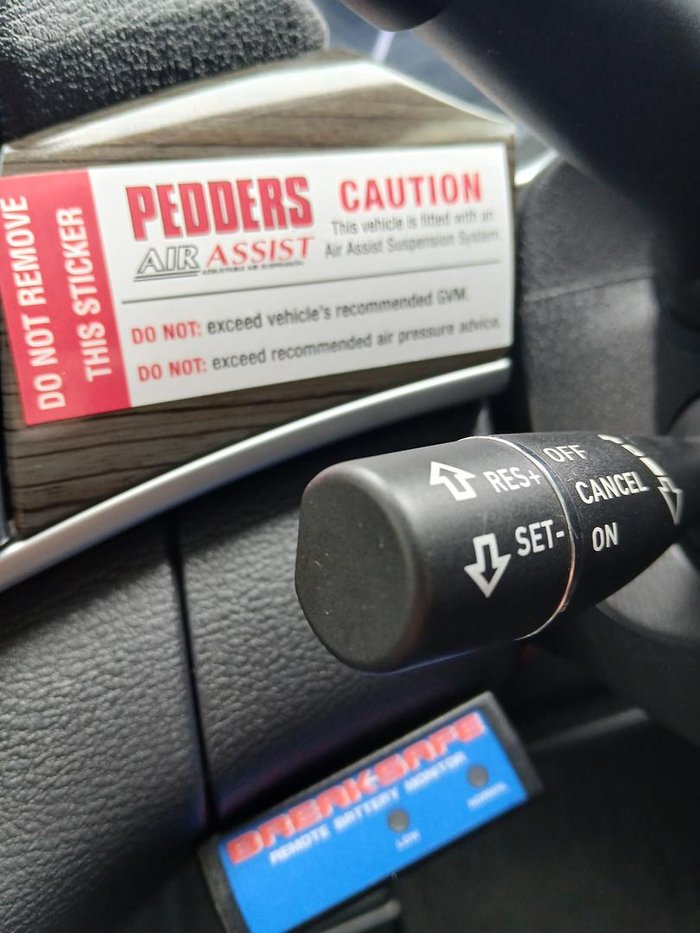 DO NOT REMOVE
THIS STICKER
PEDDERS
AIR ASSIST
CAUTION
This vehicle is fitted with an
Air Assist Suspension System
DO NOT: exceed vehicle's recommended GVM.
DO NOT: exceed recommended air pressure advice.
RES+
SET-
OFF
CANCEL
ON
BREAKSAFE
REMOTE BATTERY MONITOR
LOW